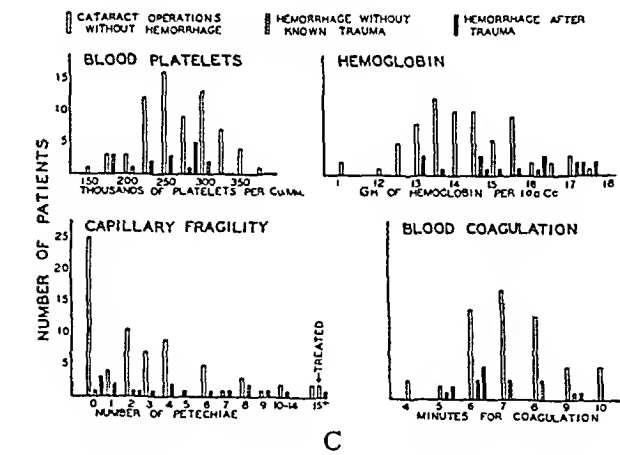 CATARACT OPERATIONS
WITHOUT HEMORRHAGE
HEMORRHAGE WITHOUT
KNOWN TRAUMA
HEMORRHAGE AFTER
TRAUMA
BLOOD PLATELETS
15
10
5
150 200 250 300 350
THOUSANDS OF PLATELETS PER CU.MM.
HEMOGLOBIN
1 12 13 14 15 16 17 18
GM OF HEMOGLOBIN PER 100 CC
NUMBER OF PATIENTS
CAPILLARY FRAGILITY
25
20
15
10
5
0 1 2 3 4 5 6 7 8 9 10-14 15+
←TREATED
NUMBER OF PETECHIAE
BLOOD COAGULATION
4 5 6 7 8 9 10
MINUTES FOR COAGULATION
C